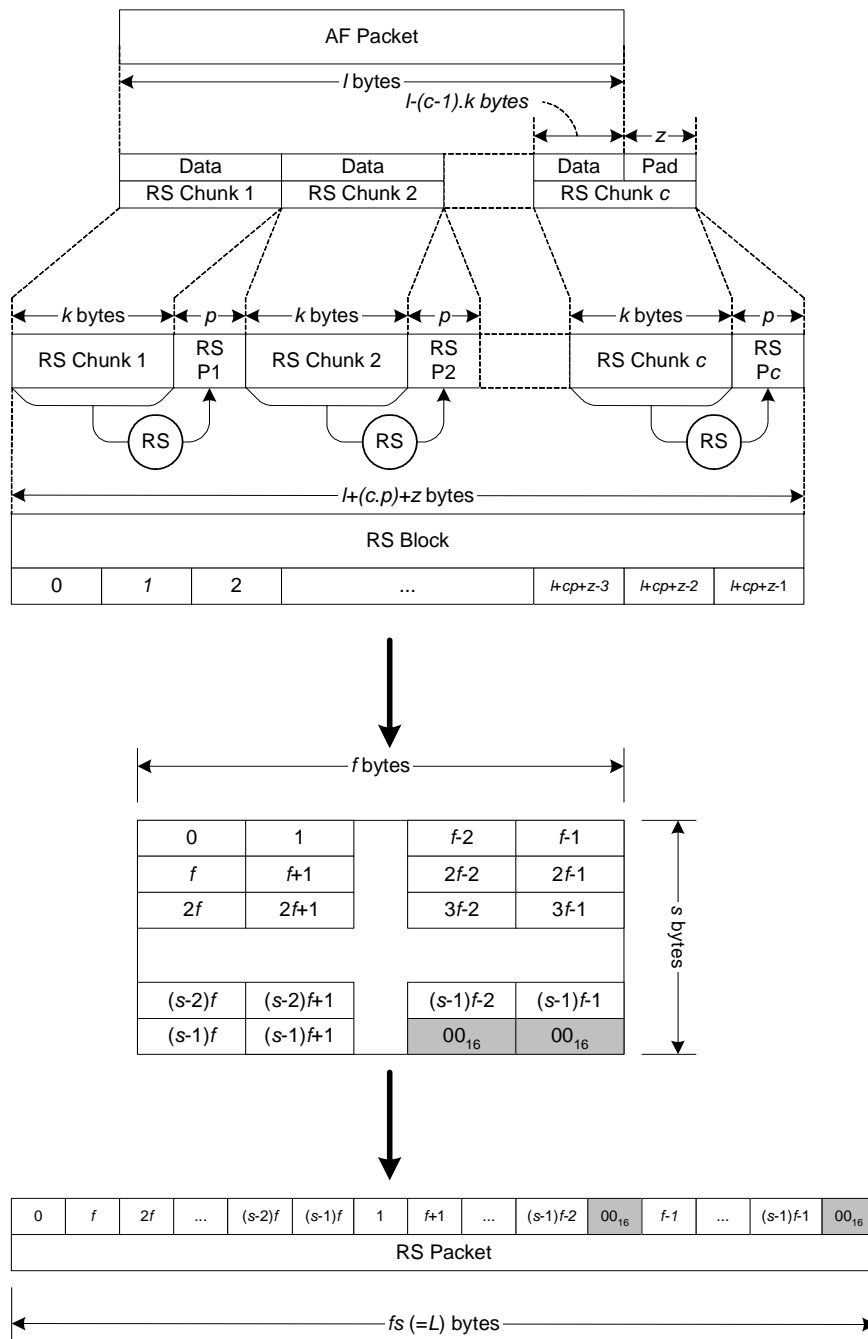 AF Packet
l bytes
l-(c-1).k bytes
z
Data Data Data Pad
RS Chunk 1 RS Chunk 2 RS Chunk c
k bytes p k bytes p k bytes p
RS Chunk 1 RS P1 RS Chunk 2 RS P2 RS Chunk c RS Pc
RS RS RS
l+(c.p)+z bytes
RS Block
0 1 2 ... l+cp+z-3 l+cp+z-2 l+cp+z-1
f bytes
0 1 f-2 f-1
f f+1 2f-2 2f-1
2f 2f+1 3f-2 3f-1
s bytes
(s-2)f (s-2)f+1 (s-1)f-2 (s-1)f-1
(s-1)f (s-1)f+1 00₁₆ 00₁₆
0 f 2f ... (s-2)f (s-1)f 1 f+1 ... (s-1)f-2 00₁₆ f-1 ... (s-1)f-1 00₁₆
RS Packet
fs (=L) bytes